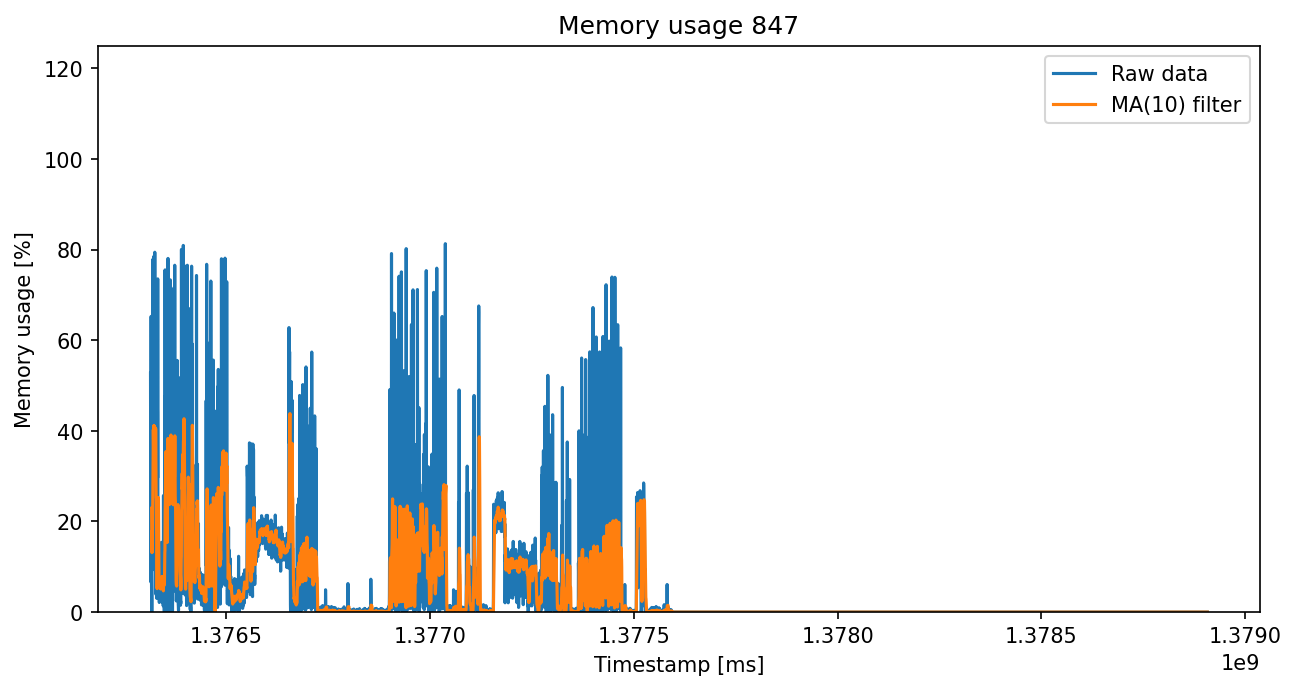 Memory usage 847
Raw data
MA(10) filter
Memory usage [%]
120
100
80
60
40
20
0
1.3765 1.3770 1.3775 1.3780 1.3785 1.3790
1e9
Timestamp [ms]